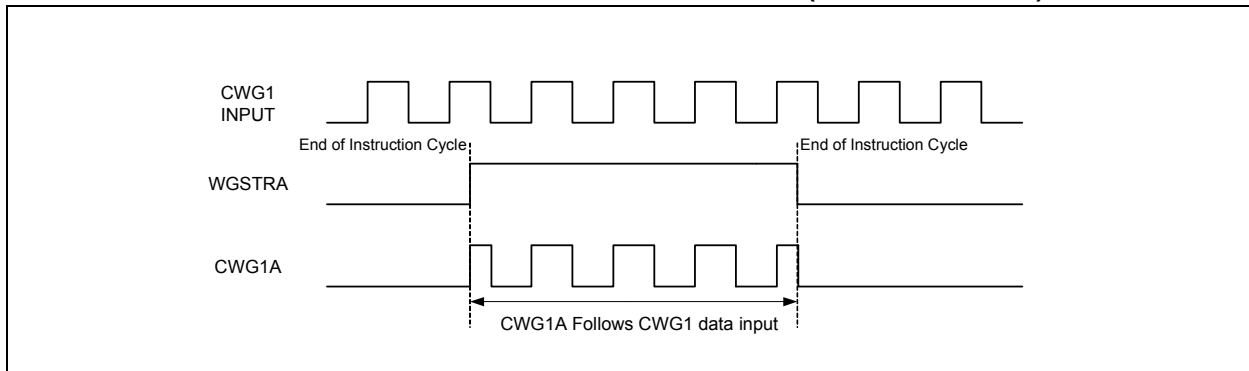 CWG1
INPUT
End of Instruction Cycle
End of Instruction Cycle
WGSTRA
CWG1A
CWG1A Follows CWG1 data input